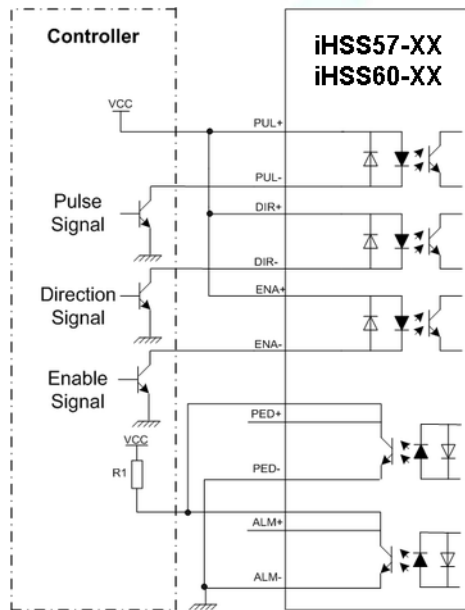 Controller
iHSS57-XX
iHSS60-XX
VCC
PUL+
PUL-
Pulse
Signal
DIR+
DIR-
Direction
Signal
ENA+
ENA-
Enable
Signal
PED+
VCC
R1
PED-
ALM+
ALM-